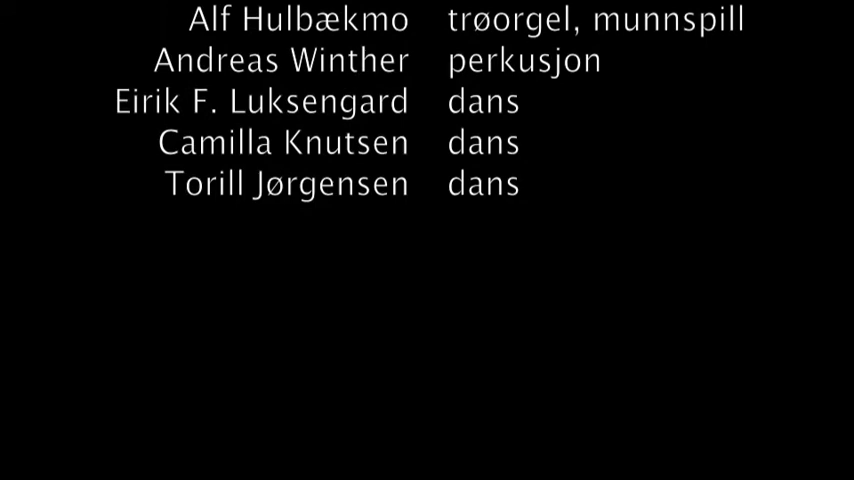 Alf Hulbækmo trøorgel, munnspill
Andreas Winther perkusjon
Eirik F. Luksengard dans
Camilla Knutsen dans
Torill Jørgensen dans